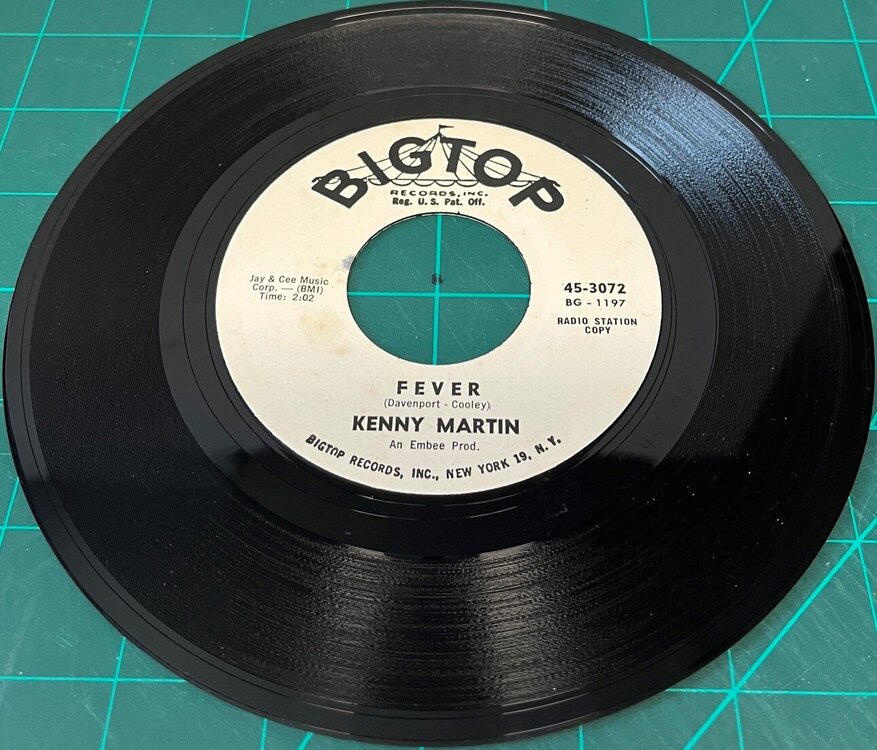 BIGTOP
RECORDS, INC.
Reg. U.S. Pat. Off.
Jay & Cee Music
Corp. — (BMI)
Time: 2:02
45-3072
BG - 1197
RADIO STATION
COPY
FEVER
(Davenport - Cooley)
KENNY MARTIN
An Embee Prod.
BIGTOP RECORDS, INC., NEW YORK 19, N. Y.